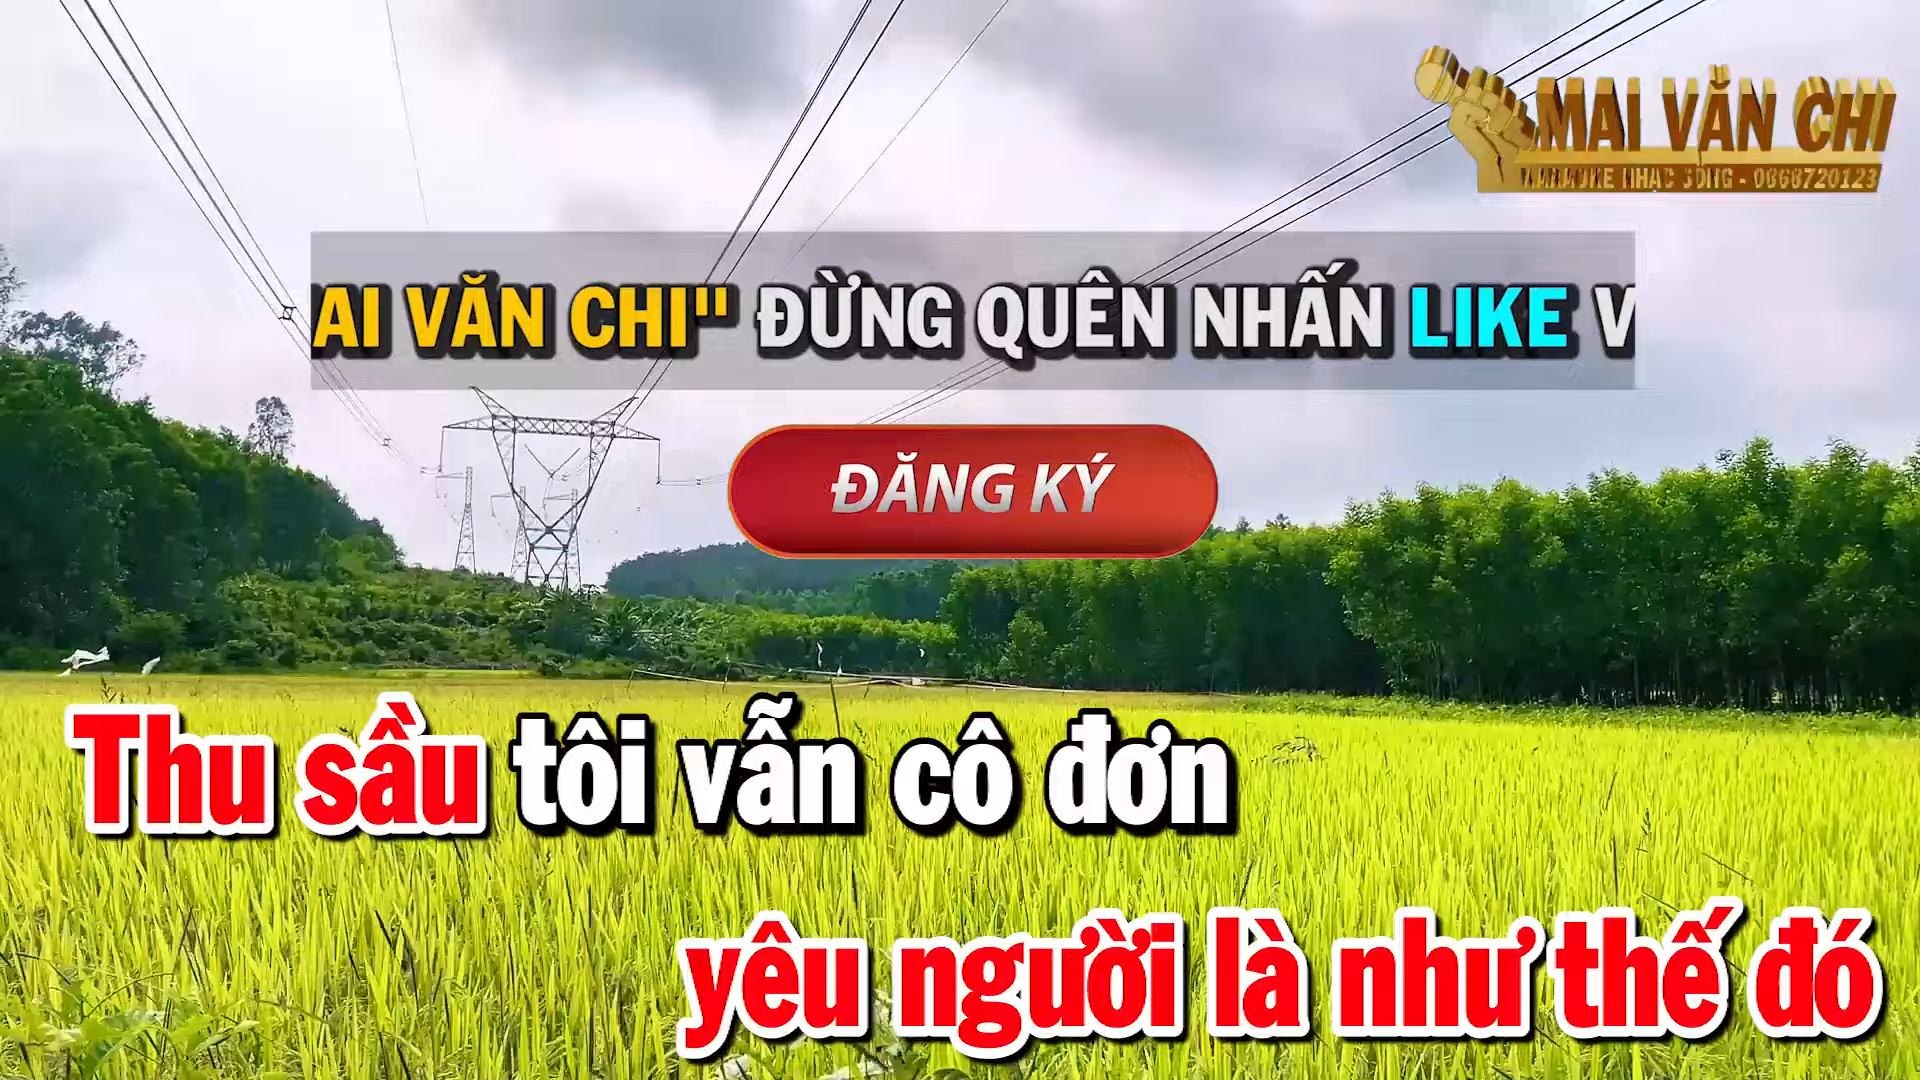 MAI VĂN CHI
KARAOKE NHẠC SỐNG - 0868720123
AI VĂN CHI" ĐỪNG QUÊN NHẤN LIKE V
ĐĂNG KÝ
Thu sầu tôi vẫn cô đơn
yêu người là như thế đó